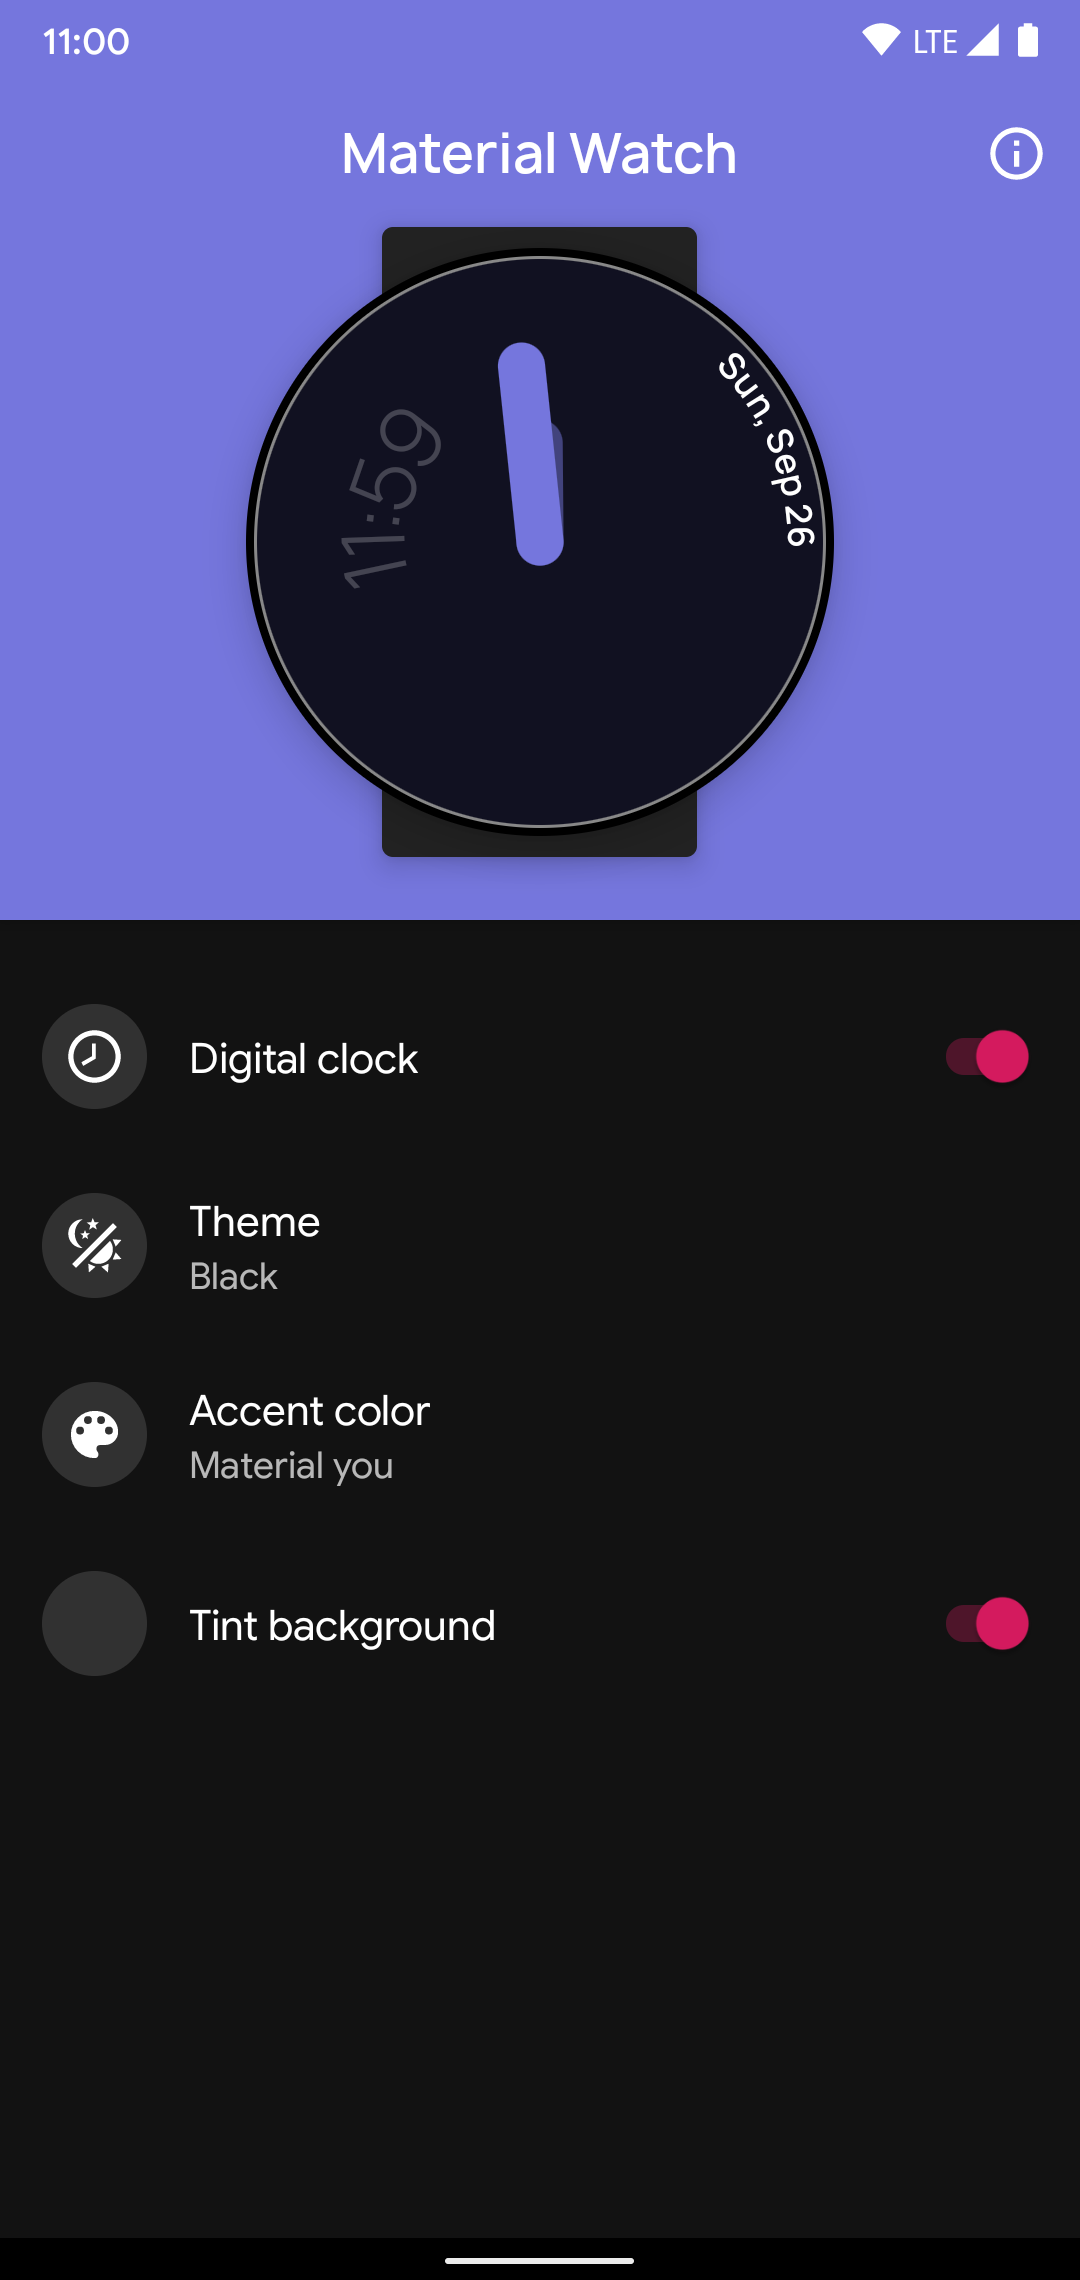 11:00
LTE
Material Watch
11:59
Sun, Sep 26
Digital clock
Theme
Black
Accent color
Material you
Tint background